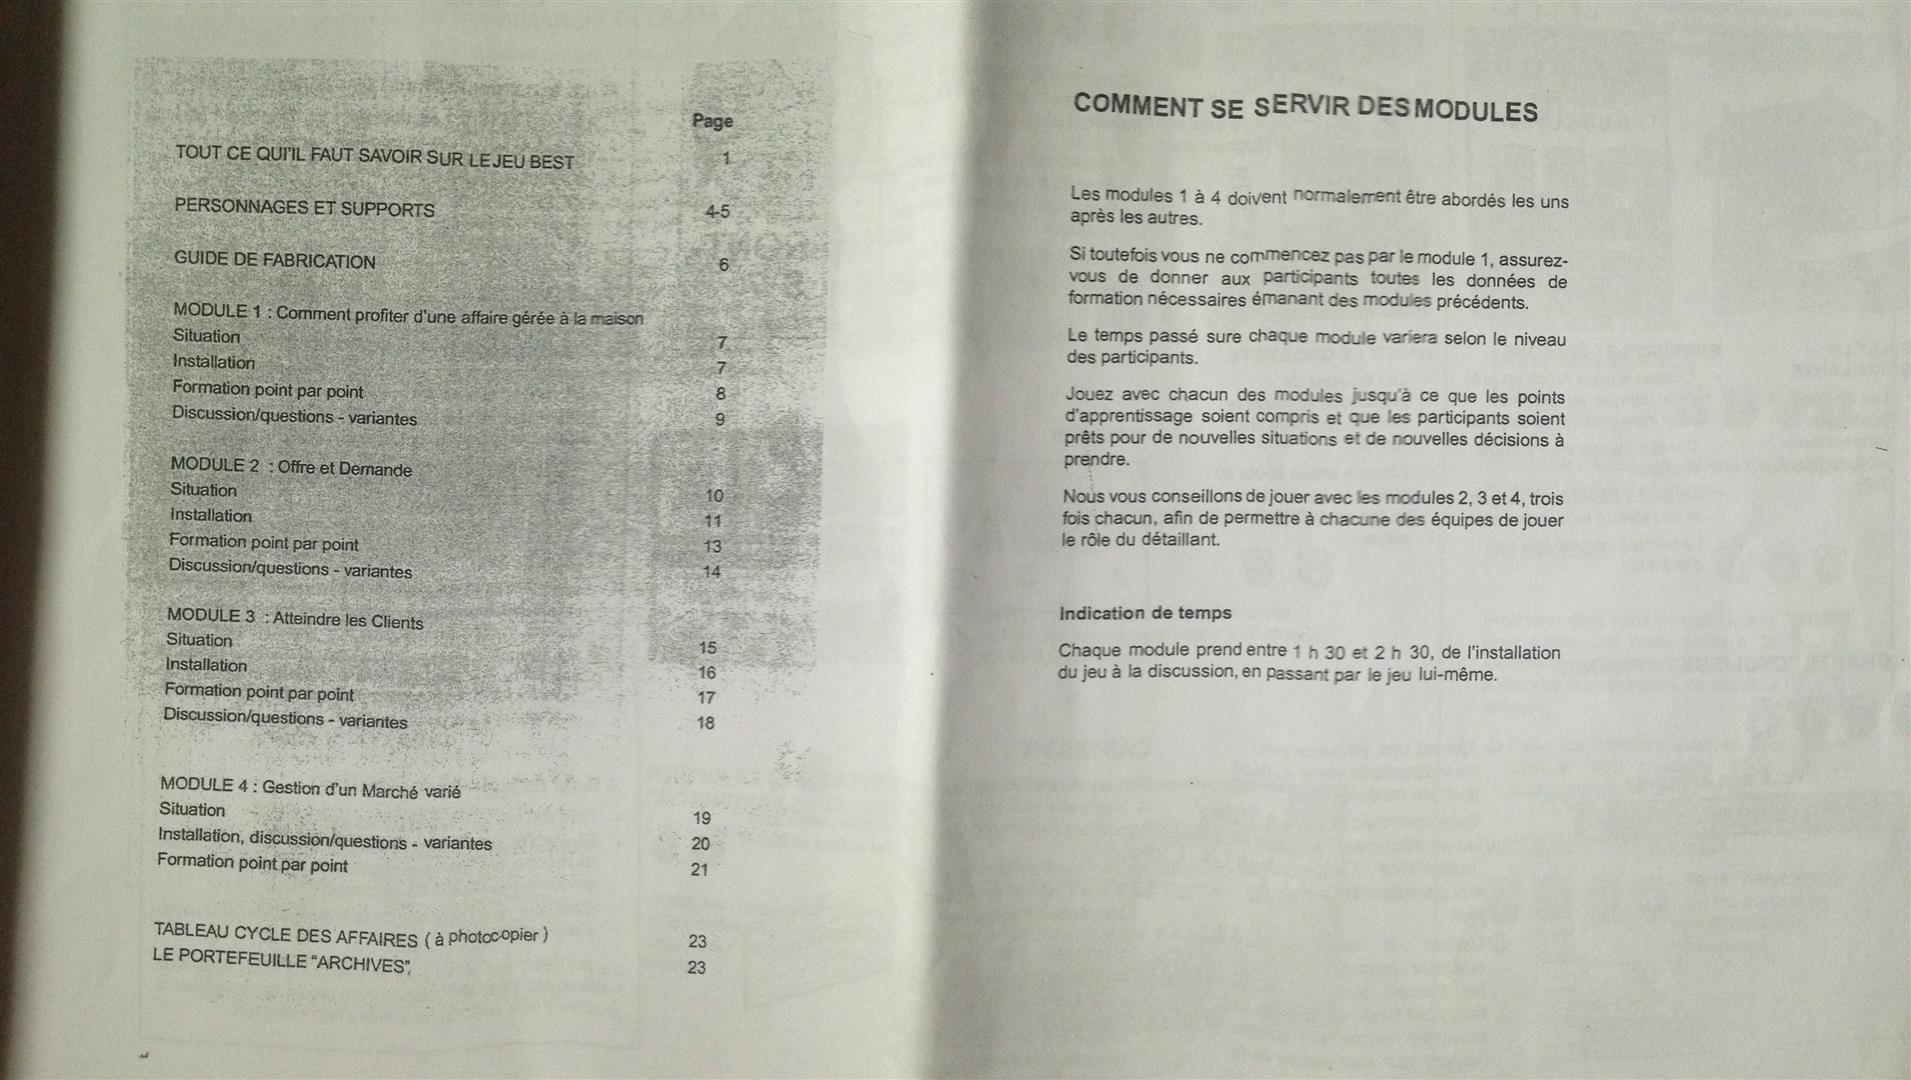 Page
TOUT CE QUI'IL FAUT SAVOIR SUR LE JEU BEST 1
PERSONNAGES ET SUPPORTS 4-5
GUIDE DE FABRICATION 6
MODULE 1 : Comment profiter d'une affaire gérée à la maison
Situation 7
Installation 7
Formation point par point 8
Discussion/questions - variantes 9
MODULE 2 : Offre et Demande
Situation 10
Installation 11
Formation point par point 13
Discussion/questions - variantes 14
MODULE 3 : Atteindre les Clients
Situation 15
Installation 16
Formation point par point 17
Discussion/questions - variantes 18
MODULE 4 : Gestion d'un Marché varié
Situation 19
Installation, discussion/questions - variantes 20
Formation point par point 21
TABLEAU CYCLE DES AFFAIRES ( à photocopier ) 23
LE PORTEFEUILLE "ARCHIVES", 23
COMMENT SE SERVIR DES MODULES
Les modules 1 à 4 doivent normalement être abordés les uns
après les autres.
Si toutefois vous ne commencez pas par le module 1, assurez-
vous de donner aux participants toutes les données de
formation nécessaires émanant des modules précédents.
Le temps passé sure chaque module variera selon le niveau
des participants.
Jouez avec chacun des modules jusqu'à ce que les points
d'apprentissage soient compris et que les participants soient
prêts pour de nouvelles situations et de nouvelles décisions à
prendre.
Nous vous conseillons de jouer avec les modules 2, 3 et 4, trois
fois chacun, afin de permettre à chacune des équipes de jouer
le rôle du détaillant.
Indication de temps
Chaque module prend entre 1 h 30 et 2 h 30, de l'installation
du jeu à la discussion, en passant par le jeu lui-même.